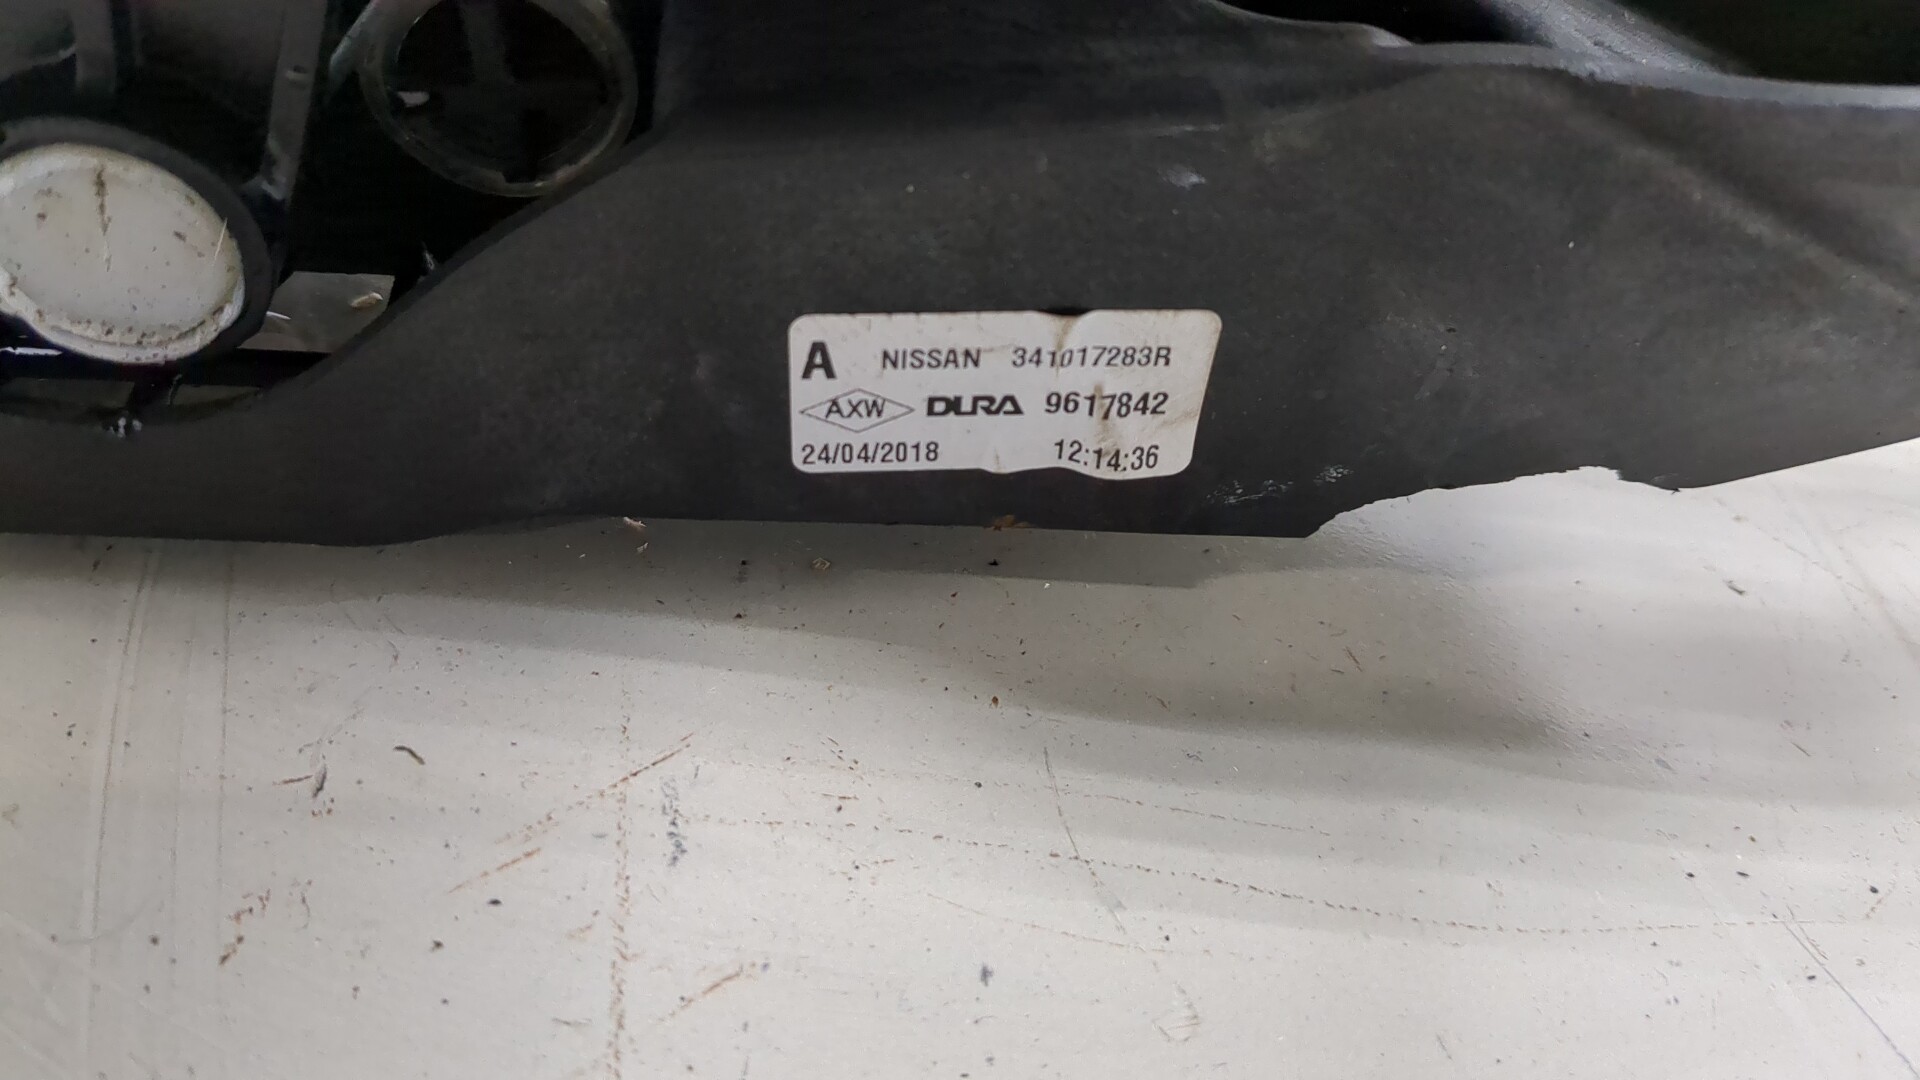 A NISSAN 341017283R
AXW DURA 9617842
24/04/2018 12:14:36